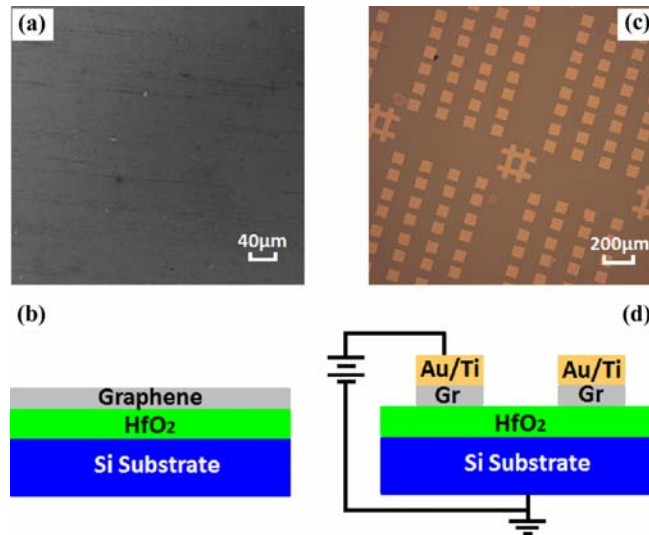 (a)
40μm
(c)
200μm
(b)
Graphene
HfO₂
Si Substrate
(d)
Au/Ti
Au/Ti
Gr
Gr
HfO₂
Si Substrate